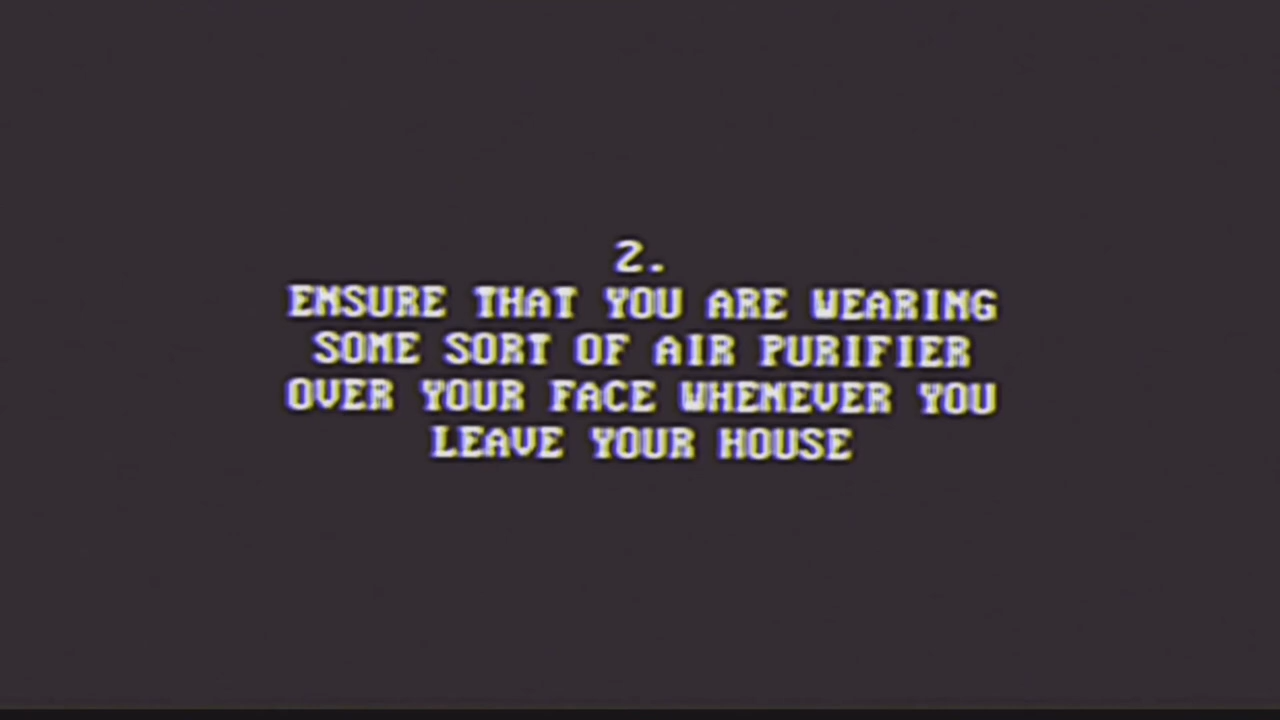 2.
ENSURE THAT YOU ARE WEARING
SOME SORT OF AIR PURIFIER
OVER YOUR FACE WHENEVER YOU
LEAVE YOUR HOUSE